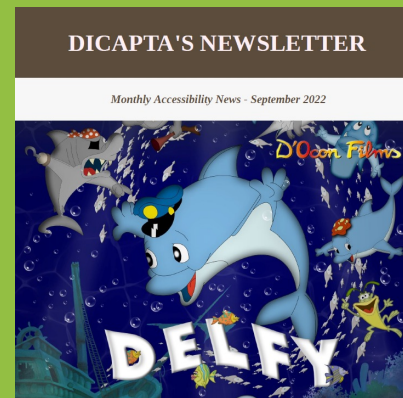 DICAPTA'S NEWSLETTER
Monthly Accessibility News - September 2022
D'Ocon Films
DELFY